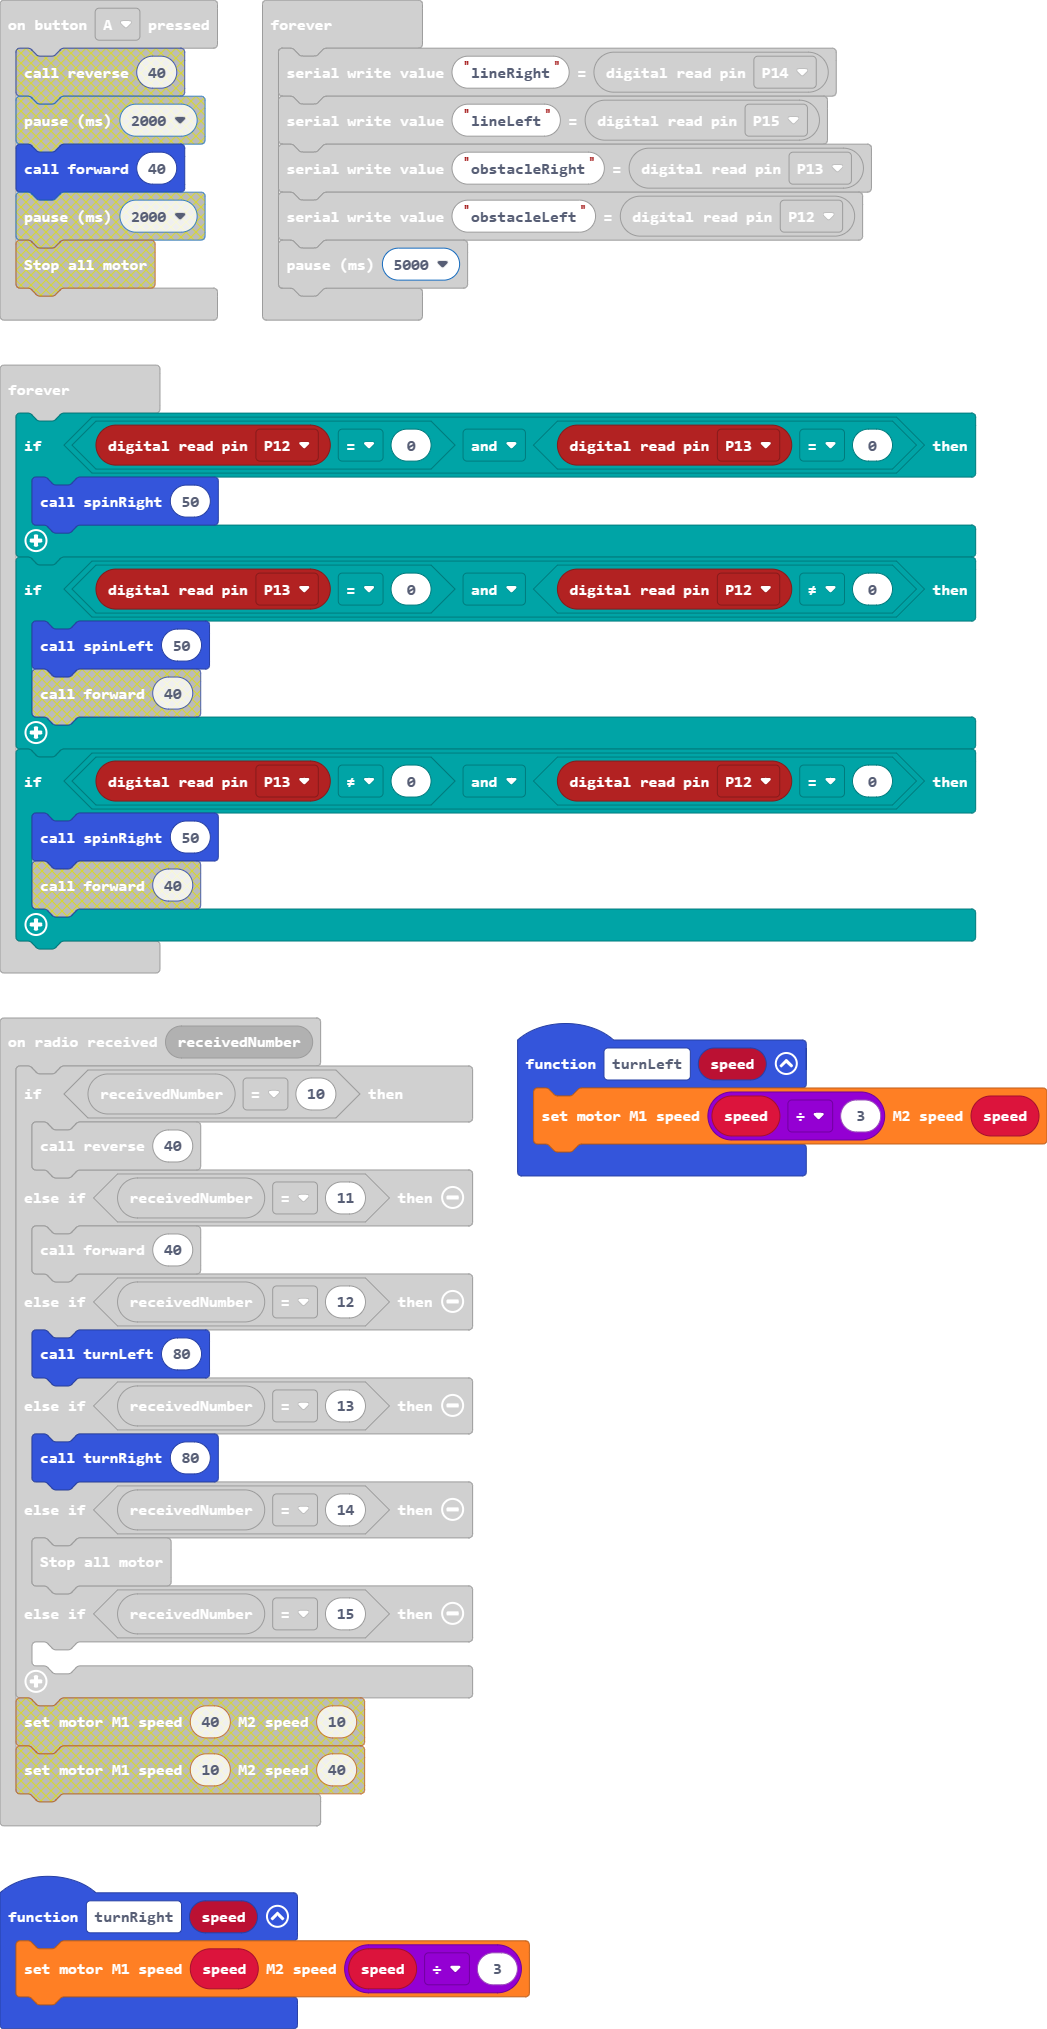 on button A pressed
call reverse 40
pause (ms) 2000
call forward 40
pause (ms) 2000
Stop all motor
forever
serial write value "lineRight" = digital read pin P14
serial write value "lineLeft" = digital read pin P15
serial write value "obstacleRight" = digital read pin P13
serial write value "obstacleLeft" = digital read pin P12
pause (ms) 5000
forever
if digital read pin P12 = 0 and digital read pin P13 = 0 then
call spinRight 50
if digital read pin P13 = 0 and digital read pin P12 ≠ 0 then
call spinLeft 50
call forward 40
if digital read pin P13 ≠ 0 and digital read pin P12 = 0 then
call spinRight 50
call forward 40
on radio received receivedNumber
if receivedNumber = 10 then
call reverse 40
else if receivedNumber = 11 then
call forward 40
else if receivedNumber = 12 then
call turnLeft 80
else if receivedNumber = 13 then
call turnRight 80
else if receivedNumber = 14 then
Stop all motor
else if receivedNumber = 15 then
set motor M1 speed 40 M2 speed 10
set motor M1 speed 10 M2 speed 40
function turnLeft speed
set motor M1 speed speed ÷ 3 M2 speed speed
function turnRight speed
set motor M1 speed speed M2 speed speed ÷ 3